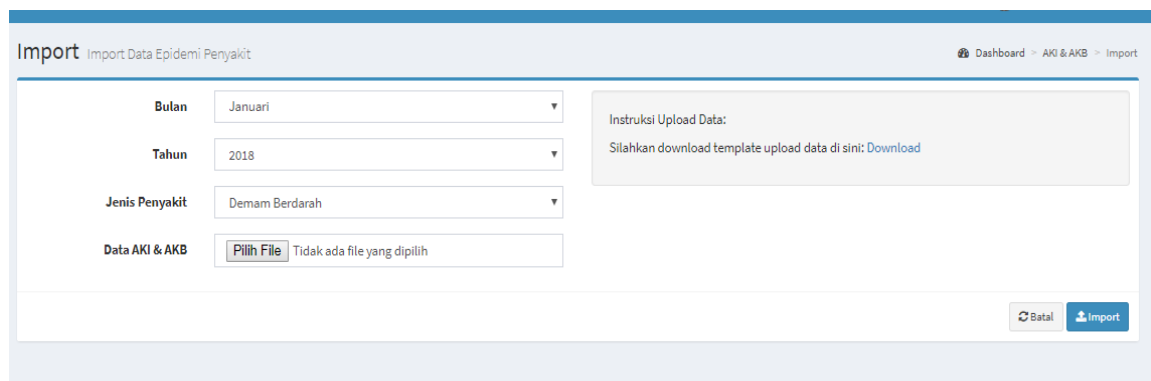 Import Import Data Epidemi Penyakit
Dashboard > AKI & AKB > Import
Bulan Januari
Tahun 2018
Jenis Penyakit Demam Berdarah
Data AKI & AKB Pilih File Tidak ada file yang dipilih
Instruksi Upload Data:
Silahkan download template upload data di sini: Download
Batal Import